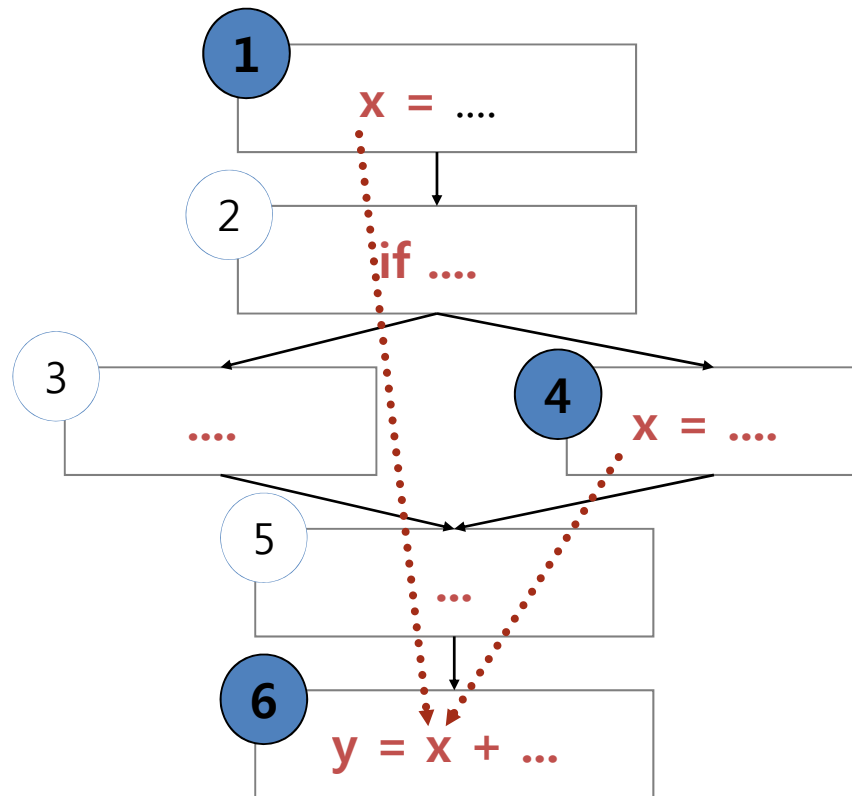 1
x = ....
2
if ....
3
....
4
x = ....
5
...
6
y = x + ...